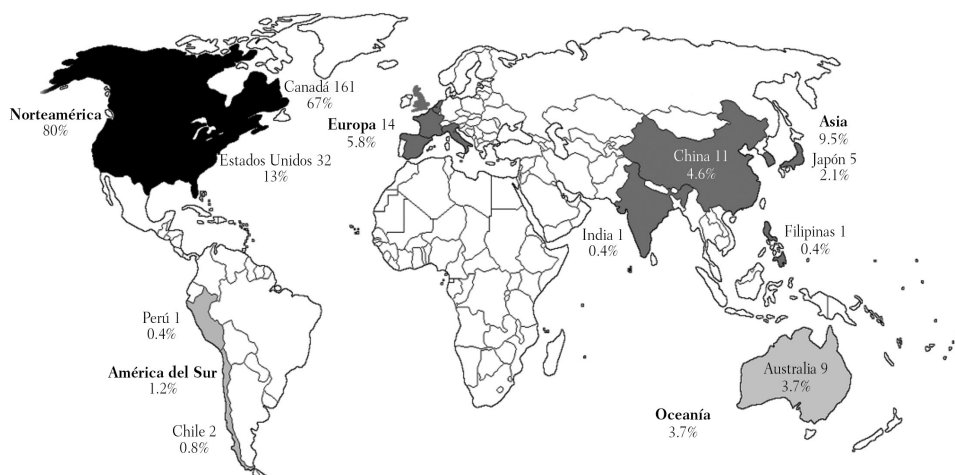 Canadá 161
67%
Norteamérica
80%
Estados Unidos 32
13%
Europa 14
5.8%
Asia
9.5%
China 11
4.6%
Japón 5
2.1%
India 1
0.4%
Filipinas 1
0.4%
Perú 1
0.4%
América del Sur
1.2%
Chile 2
0.8%
Australia 9
3.7%
Oceanía
3.7%